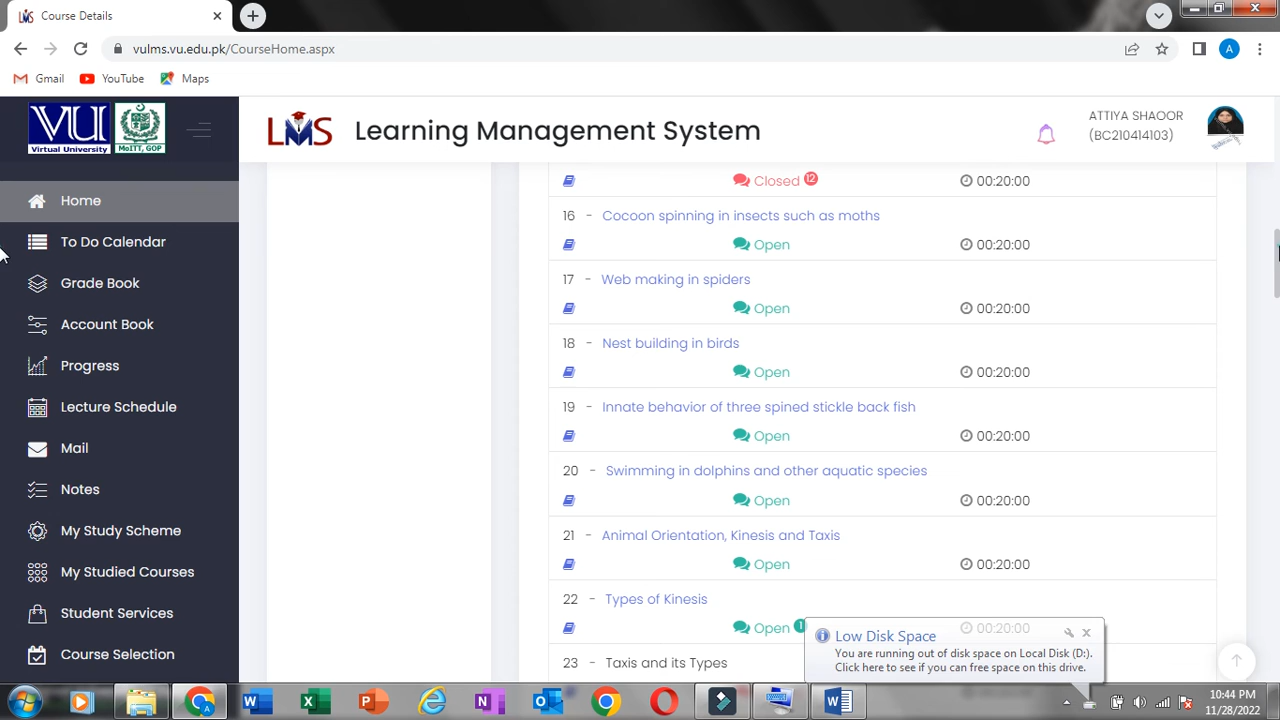 Course Details
vulms.vu.edu.pk/CourseHome.aspx
A
Gmail
YouTube
Maps
VU
Virtual University
MoITT, GOP
LMS
Learning Management System
ATTIYA SHAOOR
(BC210414103)
Home
To Do Calendar
Grade Book
Account Book
Progress
Lecture Schedule
Mail
Notes
My Study Scheme
My Studied Courses
Student Services
Course Selection
Closed 12 00:20:00
16 - Cocoon spinning in insects such as moths
Open 00:20:00
17 - Web making in spiders
Open 00:20:00
18 - Nest building in birds
Open 00:20:00
19 - Innate behavior of three spined stickle back fish
Open 00:20:00
20 - Swimming in dolphins and other aquatic species
Open 00:20:00
21 - Animal Orientation, Kinesis and Taxis
Open 00:20:00
22 - Types of Kinesis
Open 1 00:20:00
23 - Taxis and its Types
Low Disk Space
You are running out of disk space on Local Disk (D:).
Click here to see if you can free space on this drive.
10:44 PM
11/28/2022